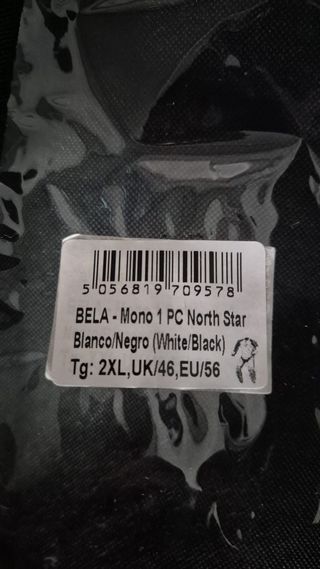 5 056819 709578
BELA - Mono 1 PC North Star
Blanco/Negro (White/Black)
Tg: 2XL,UK/46,EU/56